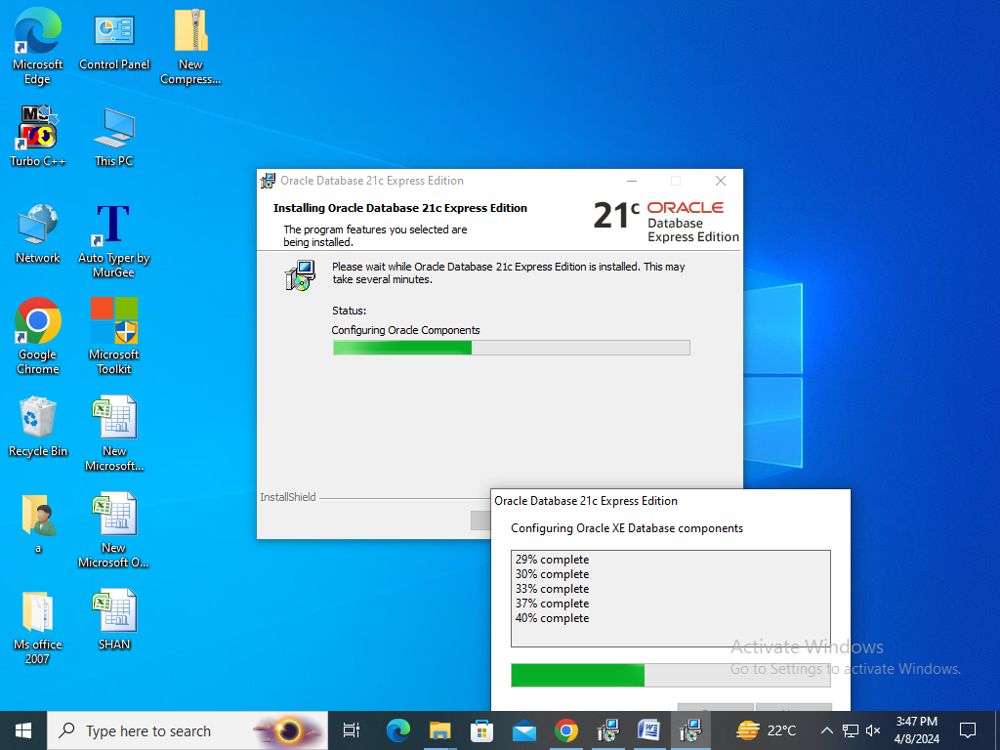 Microsoft
Edge
Control Panel
New
Compress...
Turbo C++
This PC
Network
Auto Typer by
MurGee
Google
Chrome
Microsoft
Toolkit
Recycle Bin
New
Microsoft...
a
New
Microsoft O...
Ms office
2007
SHAN
Oracle Database 21c Express Edition
Installing Oracle Database 21c Express Edition
The program features you selected are
being installed.
21c ORACLE
Database
Express Edition
Please wait while Oracle Database 21c Express Edition is installed. This may
take several minutes.
Status:
Configuring Oracle Components
InstallShield
Oracle Database 21c Express Edition
Configuring Oracle XE Database components
29% complete
30% complete
33% complete
37% complete
40% complete
Activate Windows
Go to Settings to activate Windows.
Type here to search
22°C
3:47 PM
4/8/2024